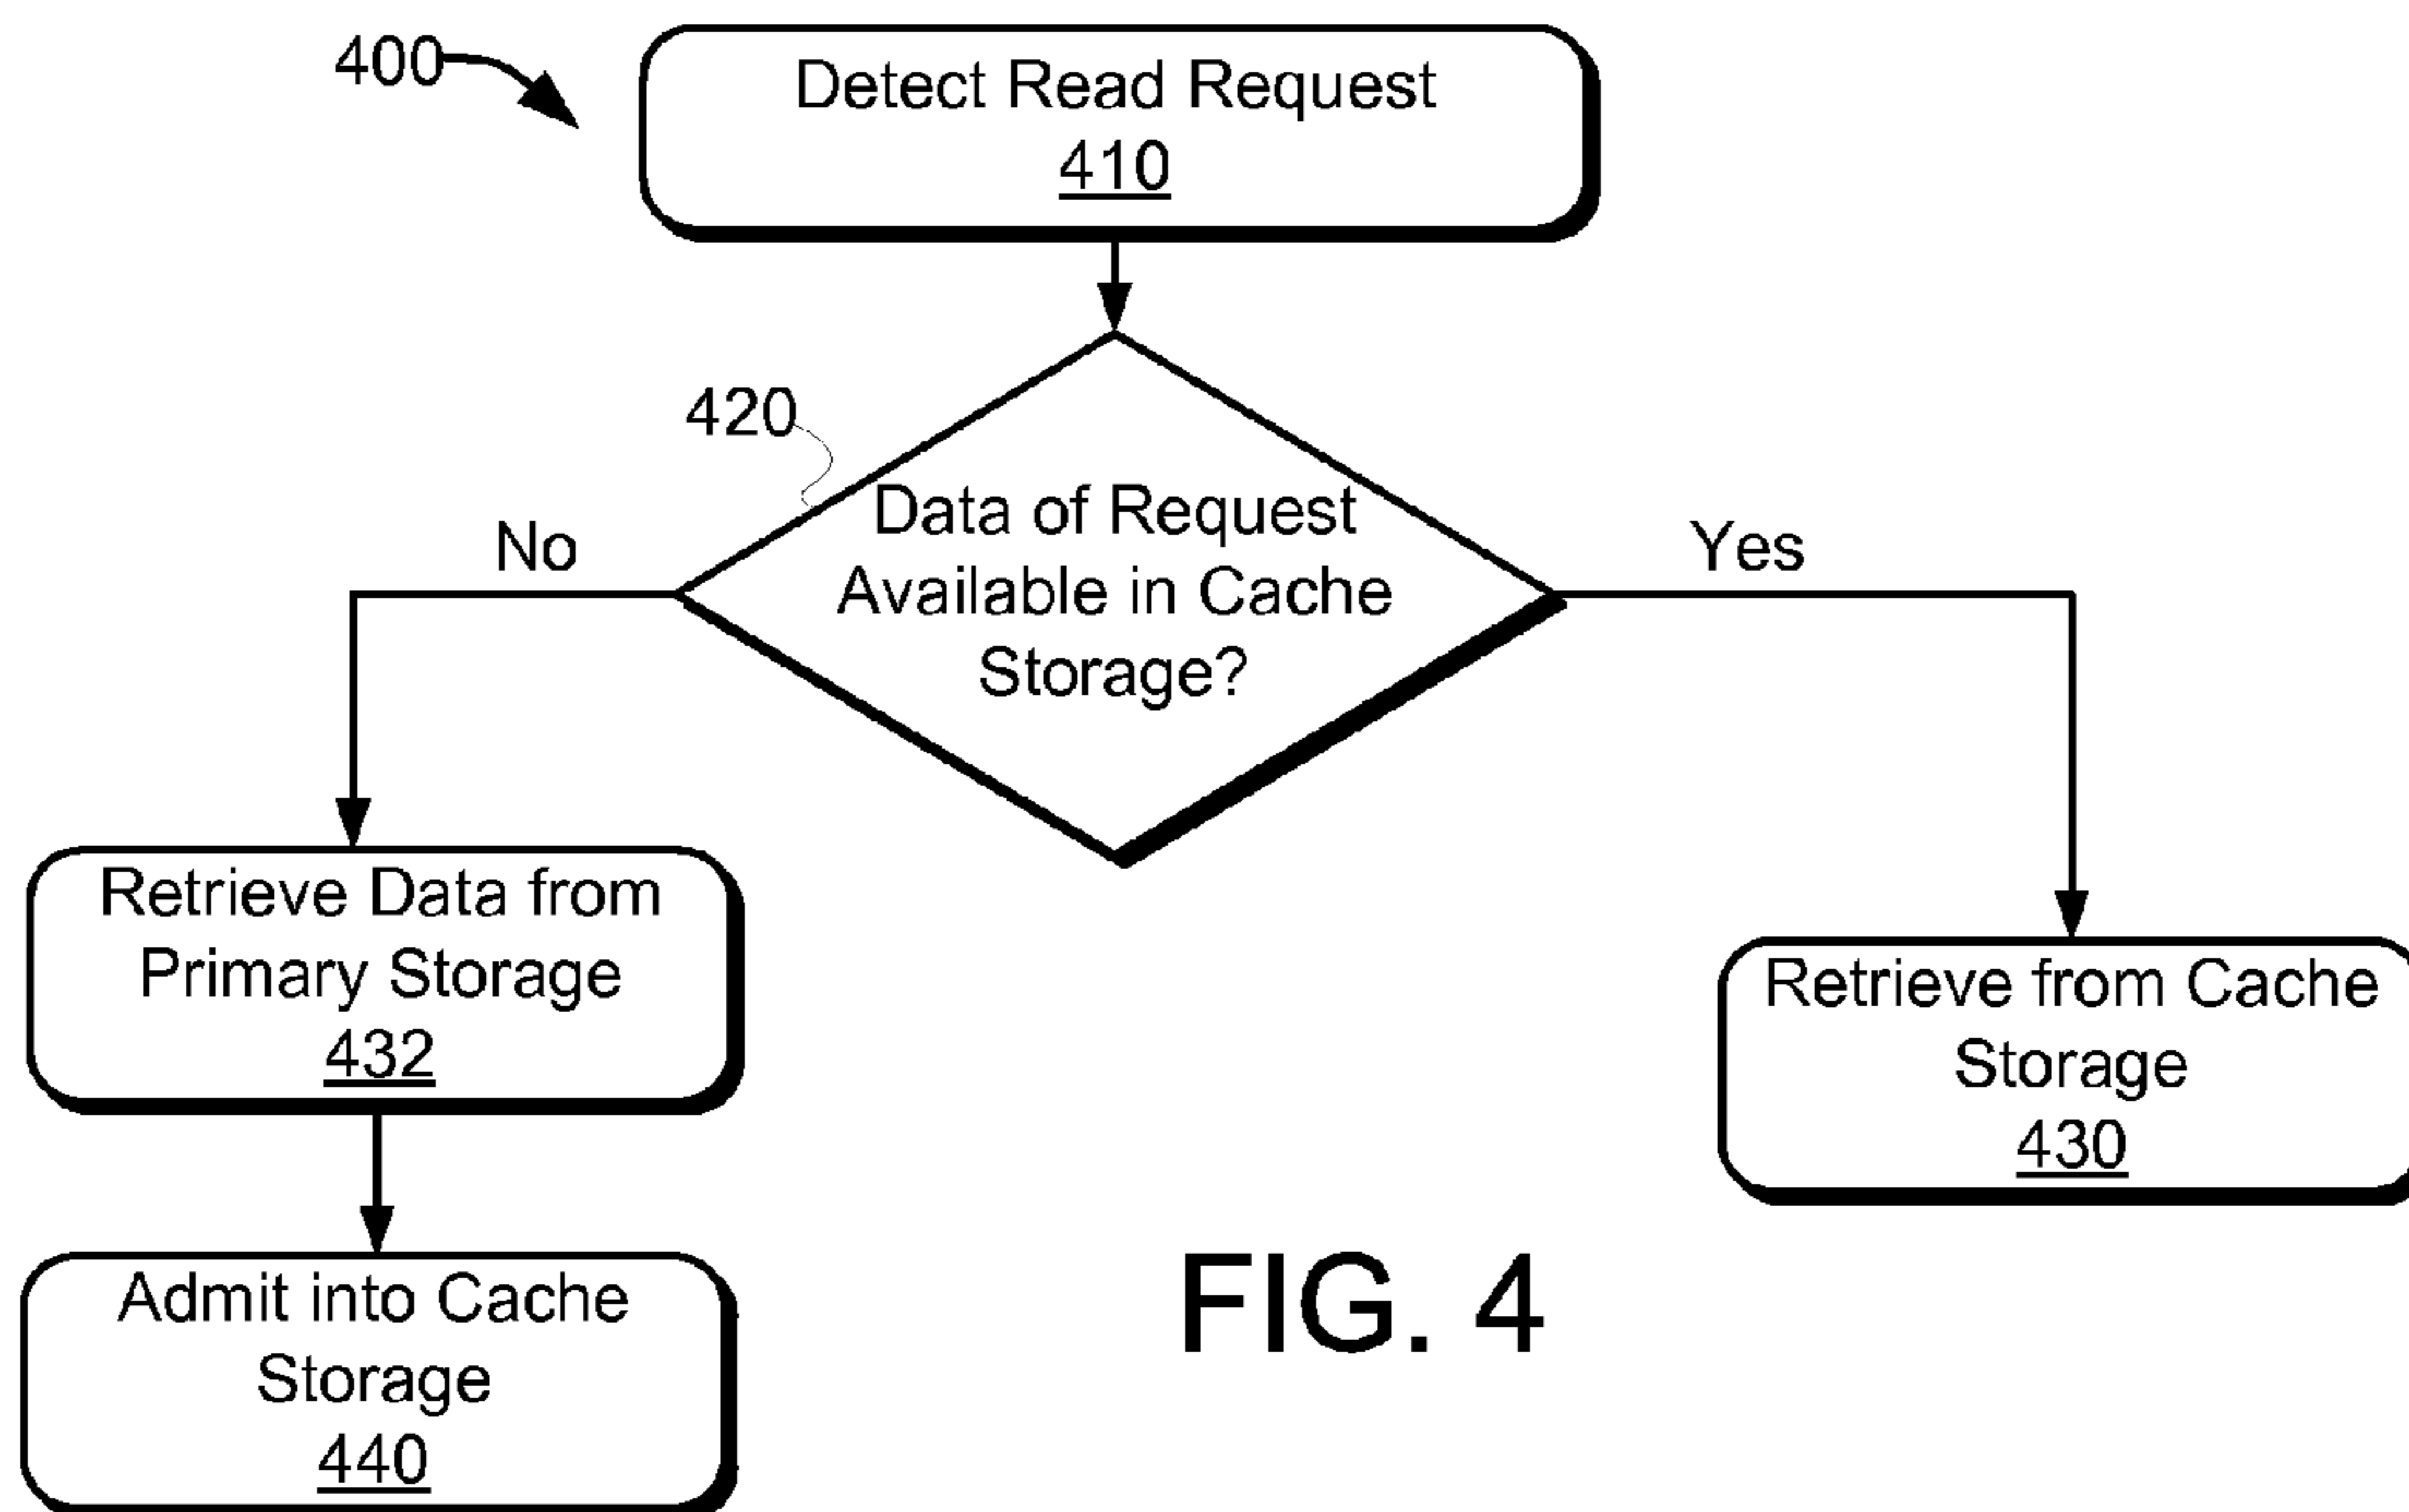 400
Detect Read Request
410
420
Data of Request
Available in Cache
Storage?
No
Yes
Retrieve Data from
Primary Storage
432
Retrieve from Cache
Storage
430
Admit into Cache
Storage
440
FIG. 4